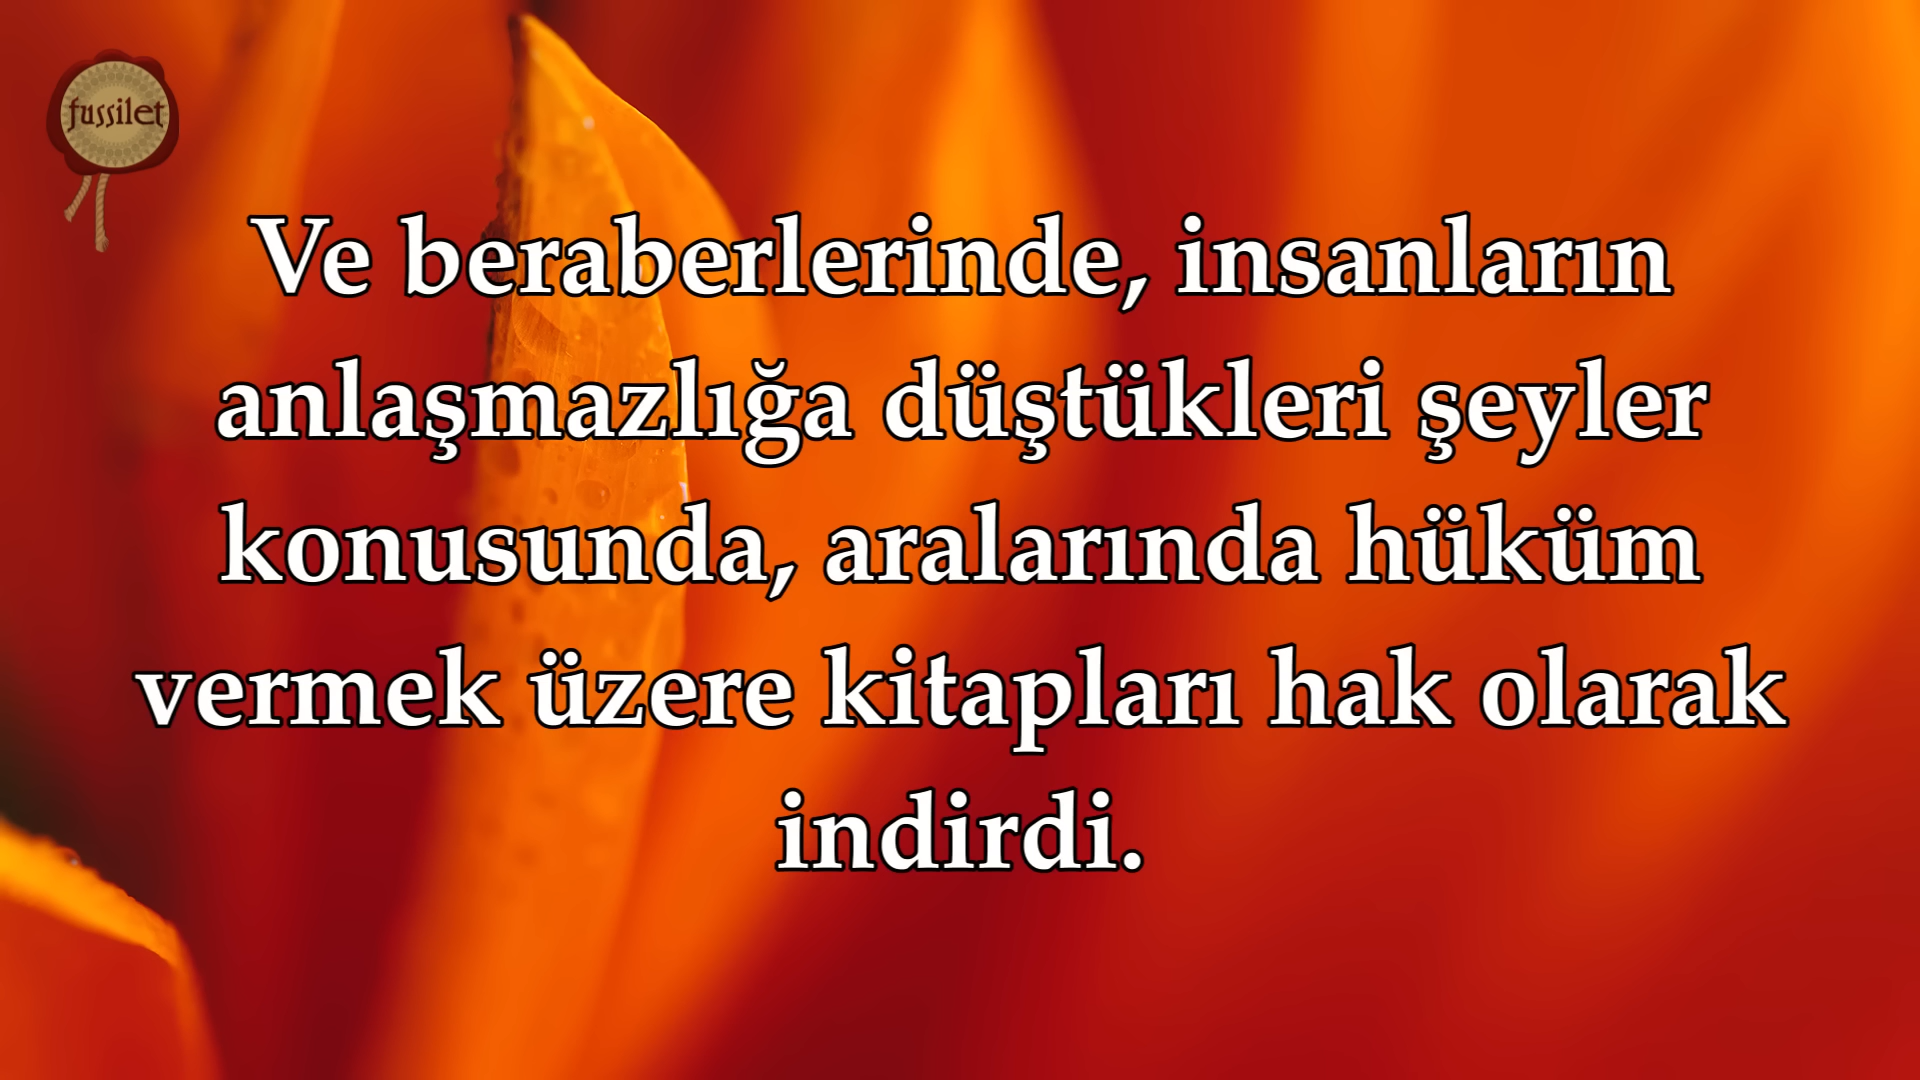 fussilet
Ve beraberlerinde, insanların
anlaşmazlığa düştükleri şeyler
konusunda, aralarında hüküm
vermek üzere kitapları hak olarak
indirdi.